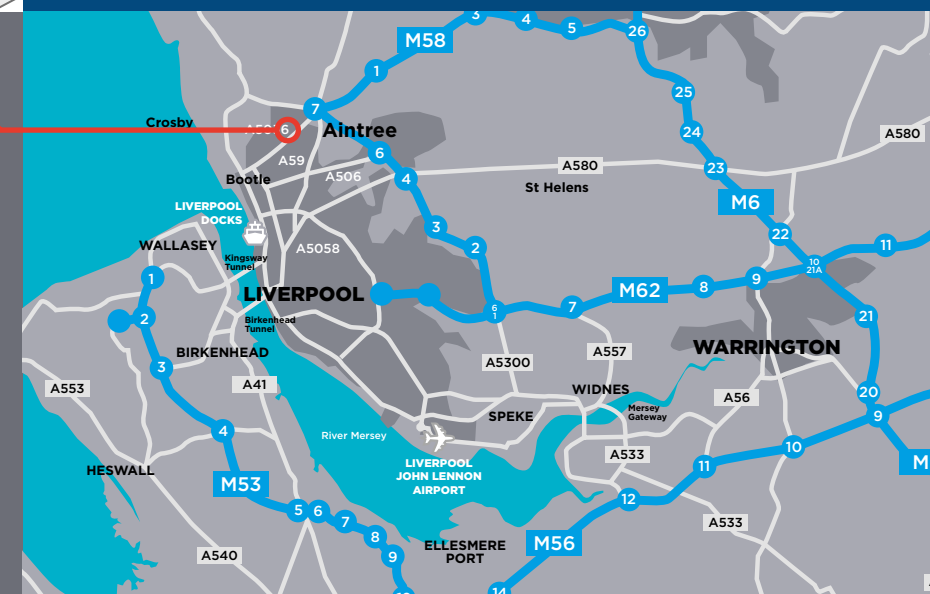 3
4
5
26
M58
1
25
7
Crosby
6
Aintree
24
A580
A59
6
A580
23
Bootle
A506
4
St Helens
M6
LIVERPOOL
DOCKS
3
22
WALLASEY
A5058
2
11
Kingsway
Tunnel
10
21A
1
9
LIVERPOOL
M62
8
6
1
7
2
Birkenhead
Tunnel
21
BIRKENHEAD
A557
WARRINGTON
3
A5300
A553
A41
WIDNES
20
A56
SPEKE
Mersey
Gateway
9
4
River Mersey
10
HESWALL
LIVERPOOL
JOHN LENNON
AIRPORT
A533
11
M
M53
12
5
6
7
A533
8
M56
ELLESMERE
PORT
9
A540
14